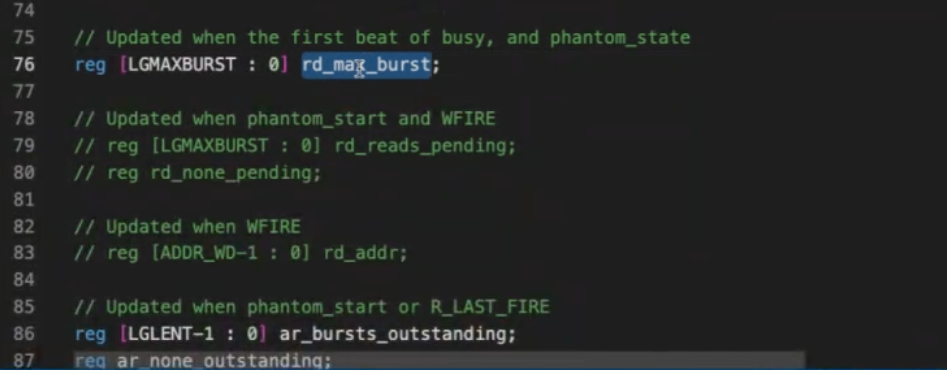 74
75 // Updated when the first beat of busy, and phantom_state
76 reg [LGMAXBURST : 0] rd_max_burst;
77
78 // Updated when phantom_start and WFIRE
79 // reg [LGMAXBURST : 0] rd_reads_pending;
80 // reg rd_none_pending;
81
82 // Updated when WFIRE
83 // reg [ADDR_WD-1 : 0] rd_addr;
84
85 // Updated when phantom_start or R_LAST_FIRE
86 reg [LGLENT-1 : 0] ar_bursts_outstanding;
87 reg ar_none_outstanding;